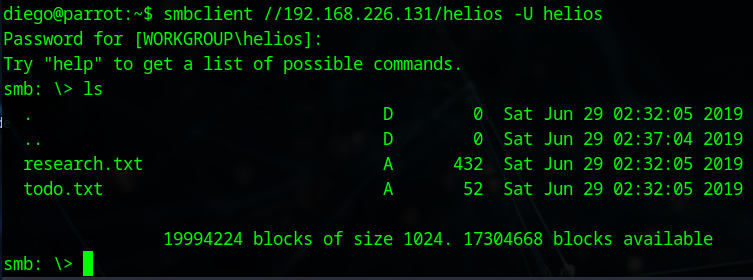 diego@parrot:~$ smbclient //192.168.226.131/helios -U helios
Password for [WORKGROUP\helios]:
Try "help" to get a list of possible commands.
smb: \> ls
  .                                   D        0  Sat Jun 29 02:32:05 2019
  ..                                  D        0  Sat Jun 29 02:37:04 2019
  research.txt                        A      432  Sat Jun 29 02:32:05 2019
  todo.txt                            A       52  Sat Jun 29 02:32:05 2019
                19994224 blocks of size 1024. 17304668 blocks available
smb: \>